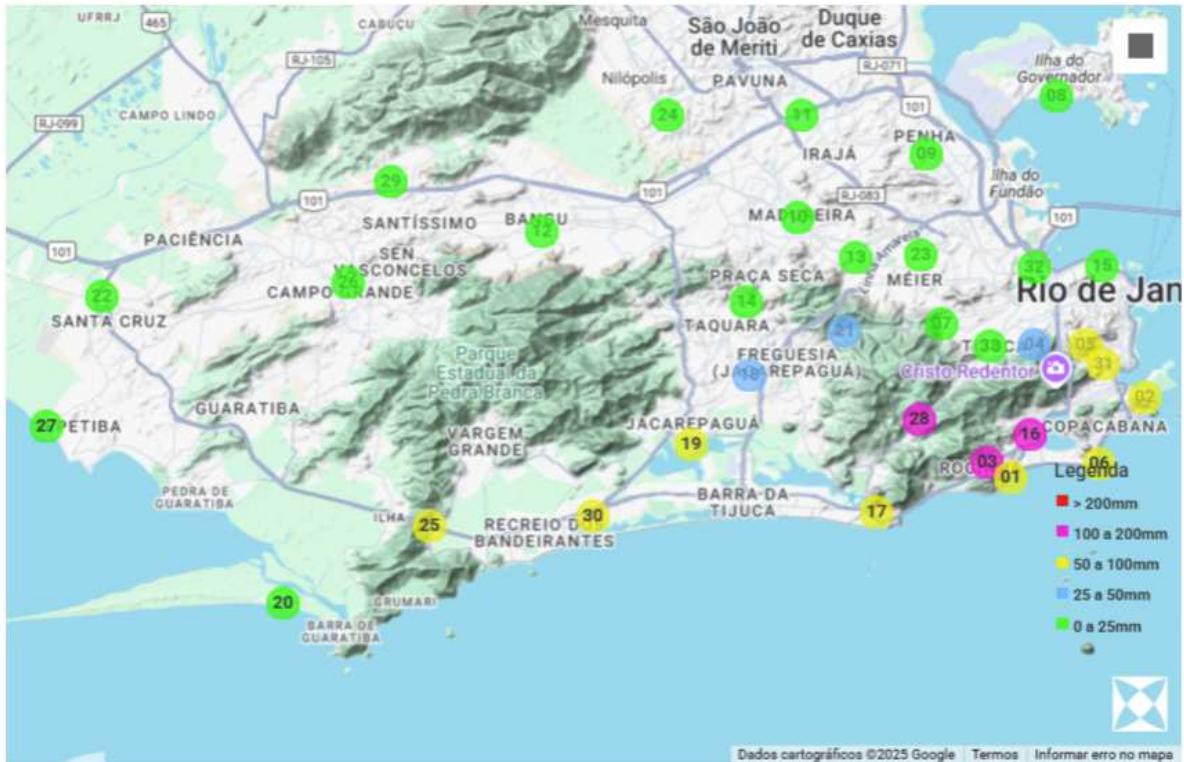 UFRRJ
465
CABUÇU
Mesquita
São João
de Meriti
Duque
de Caxias
RJ-105
Nilópolis
PAVUNA
RJ-071
Ilha do
Governador
08
RJ-099
CAMPO LINDO
24
11
101
PENHA
09
IRAJÁ
29
101
101
RJ-083
Ilha do
Fundão
SANTÍSSIMO
BANGU
12
10
101
PACIÊNCIA
101
SEN.
VASCONCELOS
CAMPO GRANDE
13
Linha Amarela
23
MÉIER
32
15
Rio de Jan
22
SANTA CRUZ
PRAÇA SECA
14
TAQUARA
21
07
33
04
05
31
Parque
Estadual da
Pedra Branca
FREGUESIA
18
Cristo Redentor
02
GUARATIBA
27
JACAREPAGUÁ
28
16
COPACABANA
VARGEM
GRANDE
19
03
01
06
Legenda
> 200mm
100 a 200mm
50 a 100mm
25 a 50mm
0 a 25mm
PEDRA DE
GUARATIBA
ILHA
25
30
RECREIO D
BANDEIRANTES
BARRA DA
TIJUCA
17
20
GRUMARI
BARRA DE
GUARATIBA
Dados cartográficos ©2025 Google
Termos
Informar erro no mapa